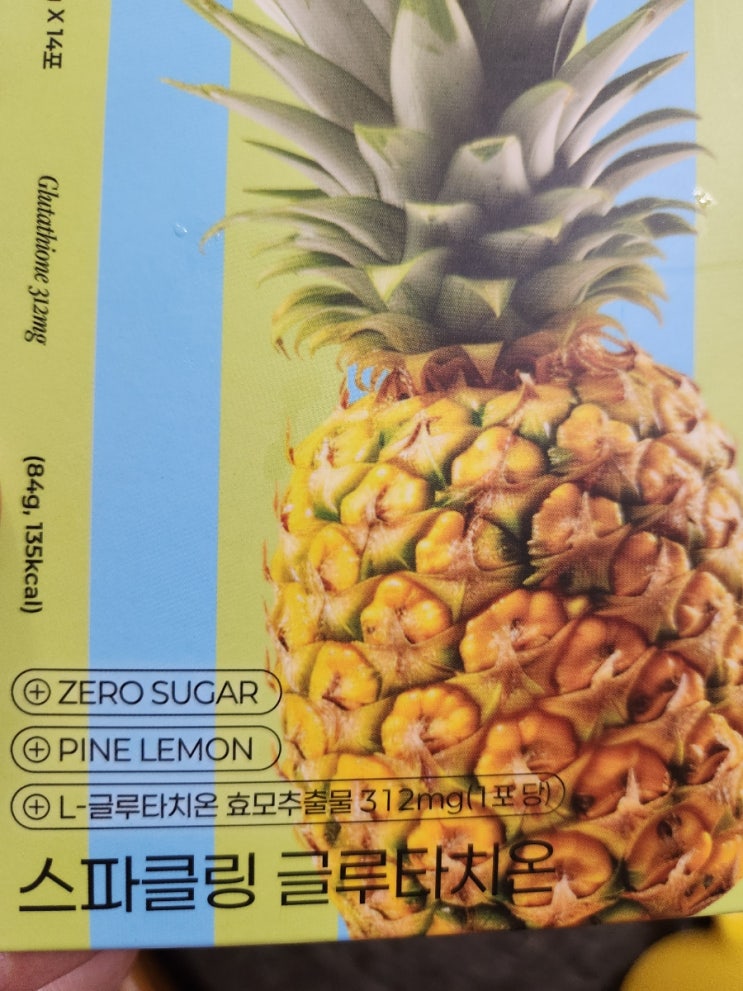 X 14포
Glutathione 312mg
(84g, 135kcal)
ZERO SUGAR
PINE LEMON
L-글루타치온 효모추출물 312mg(1포 당)
스파클링 글루타치온